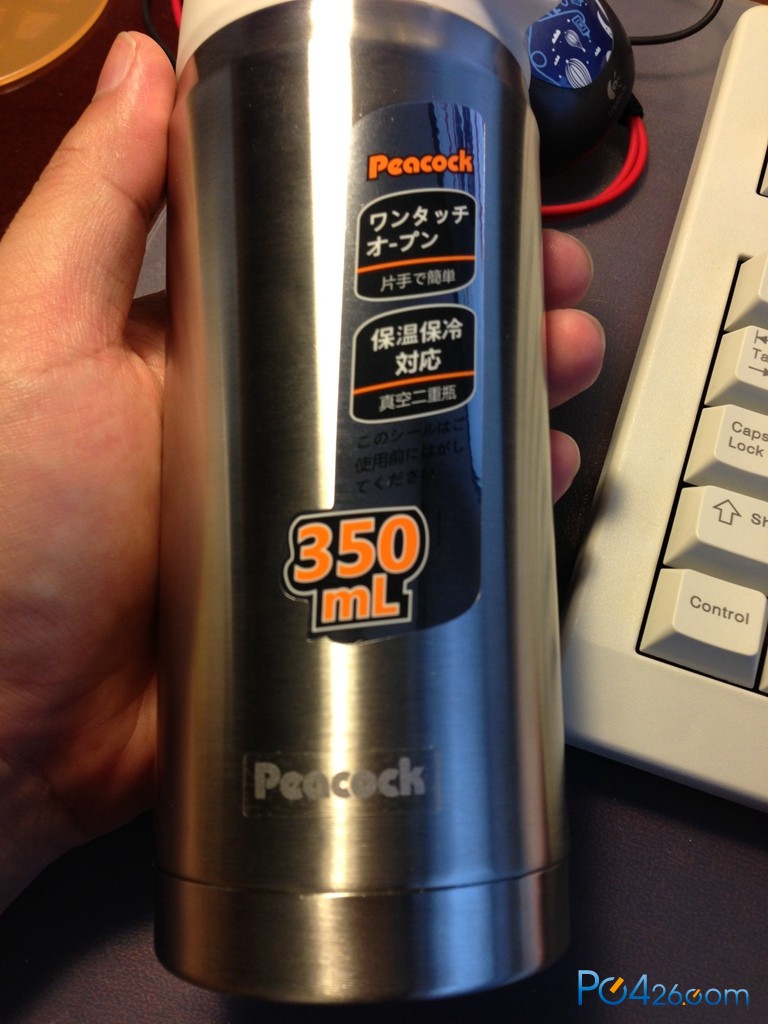 Peacock
ワンタッチ
オープン
片手で簡単
保温保冷
対応
真空二重瓶
このシールはご
使用前にはがし
てください。
350
mL
Peacock
Caps
Lock
Control
PC426.com